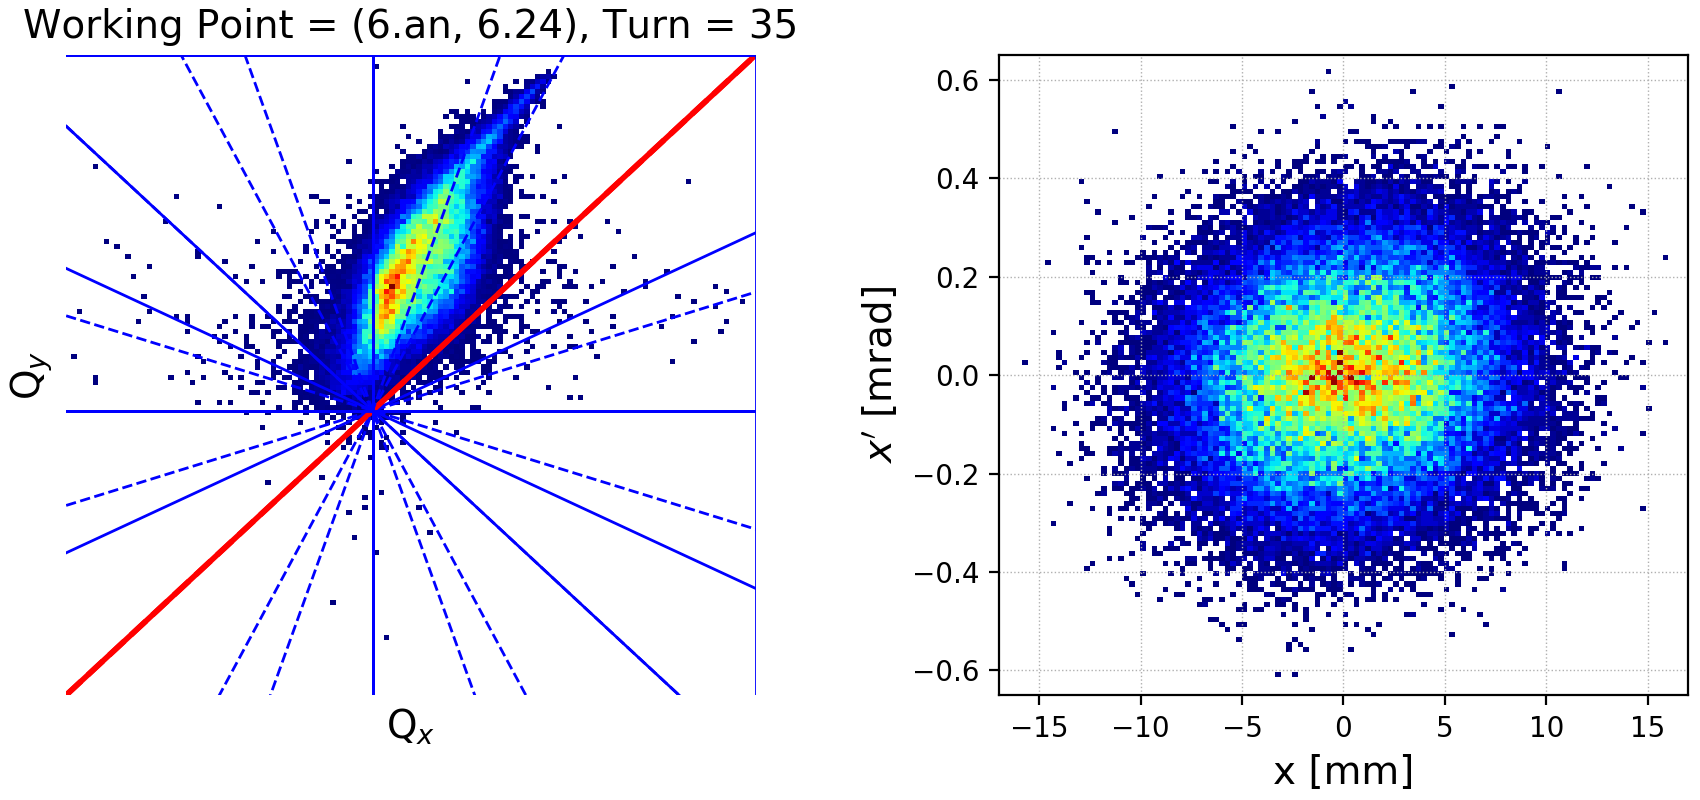 Working Point = (6.an, 6.24), Turn = 35
Q_y
Q_x
0.6
0.4
0.2
0.0
−0.2
−0.4
−0.6
x′ [mrad]
−15 −10 −5 0 5 10 15
x [mm]